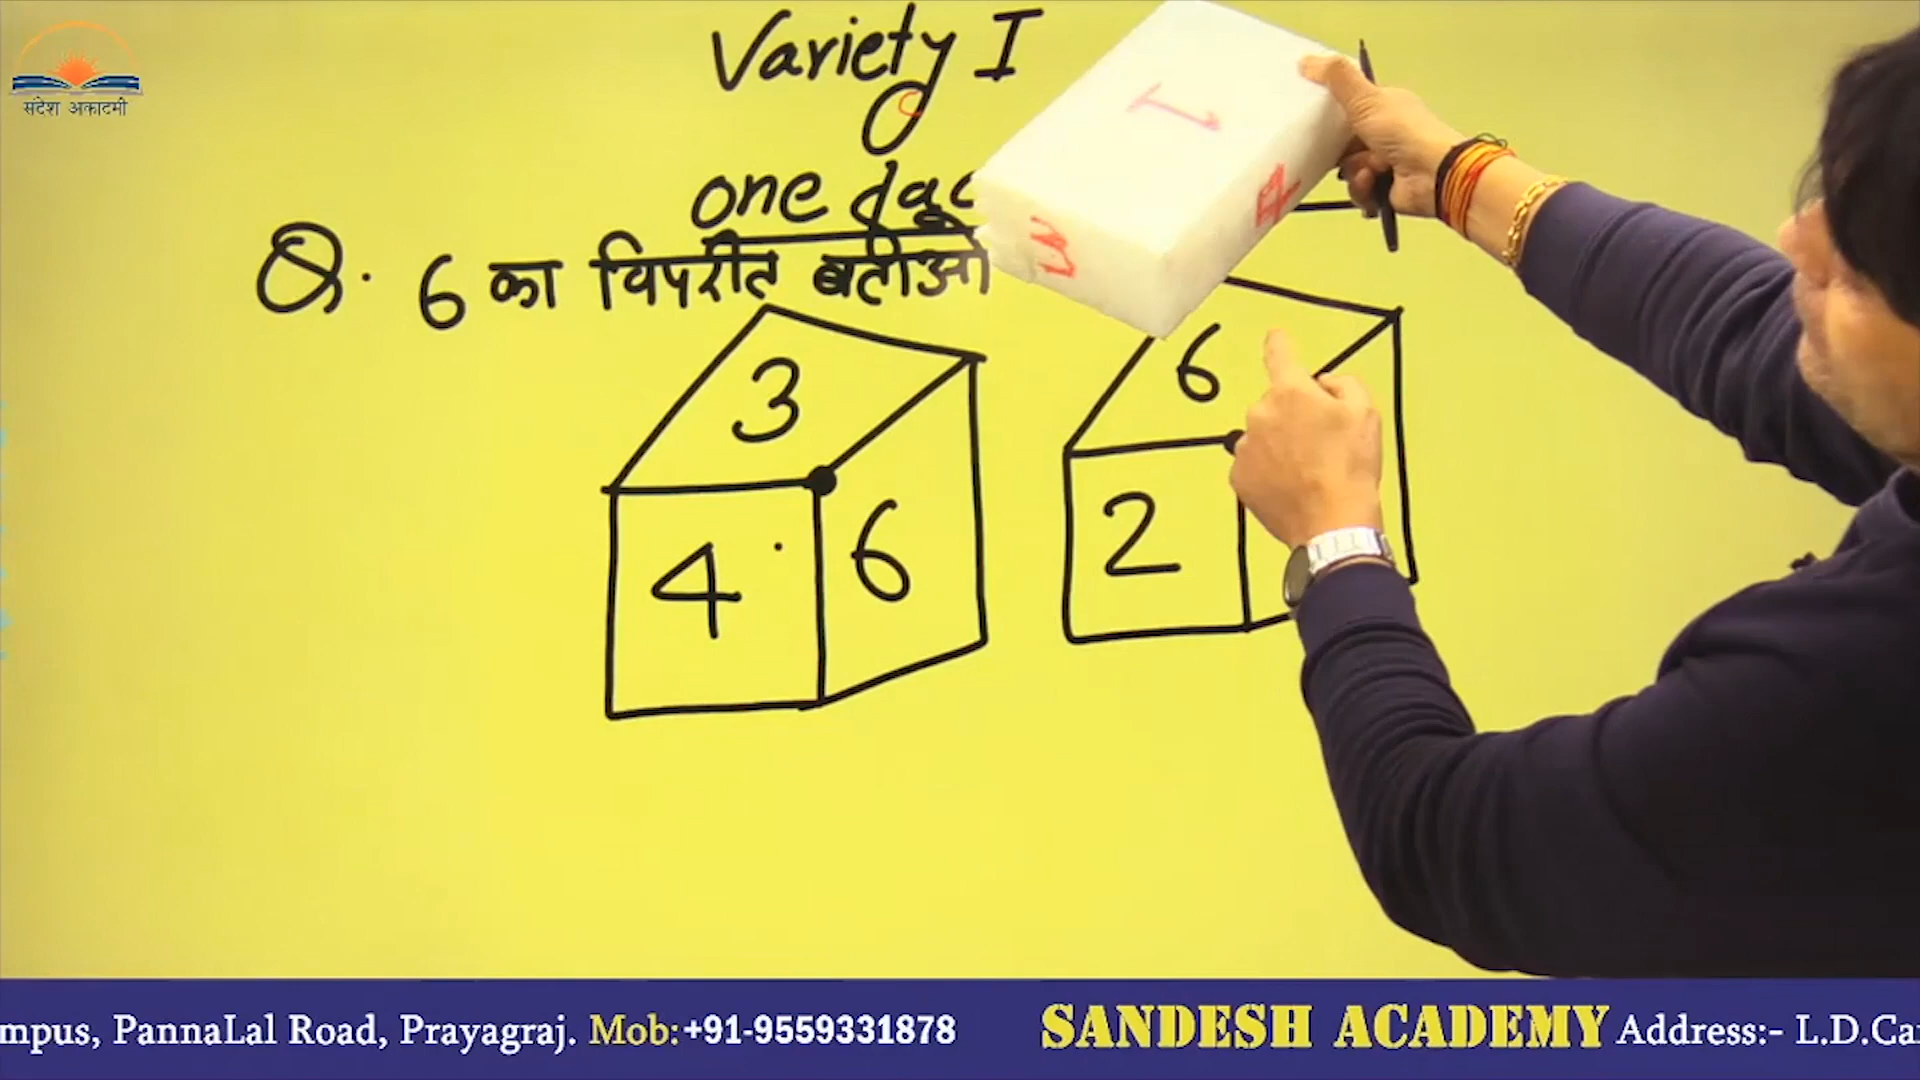 Variety I
संदेश अकादमी
one
Q. 6 का विपरीत बताओ
1
3
3
6
4
6
2
mpus, PannaLal Road, Prayagraj. Mob:+91-9559331878 SANDESH ACADEMY Address:- L.D.Ca